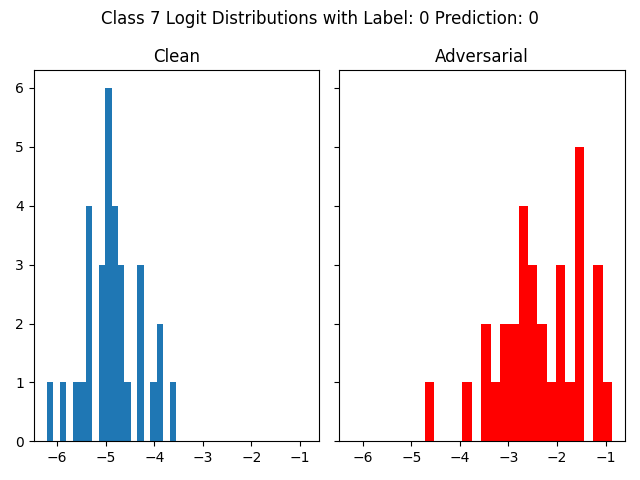 Class 7 Logit Distributions with Label: 0 Prediction: 0
Clean
Adversarial
6
5
4
3
2
1
0
−6 −5 −4 −3 −2 −1
−6 −5 −4 −3 −2 −1